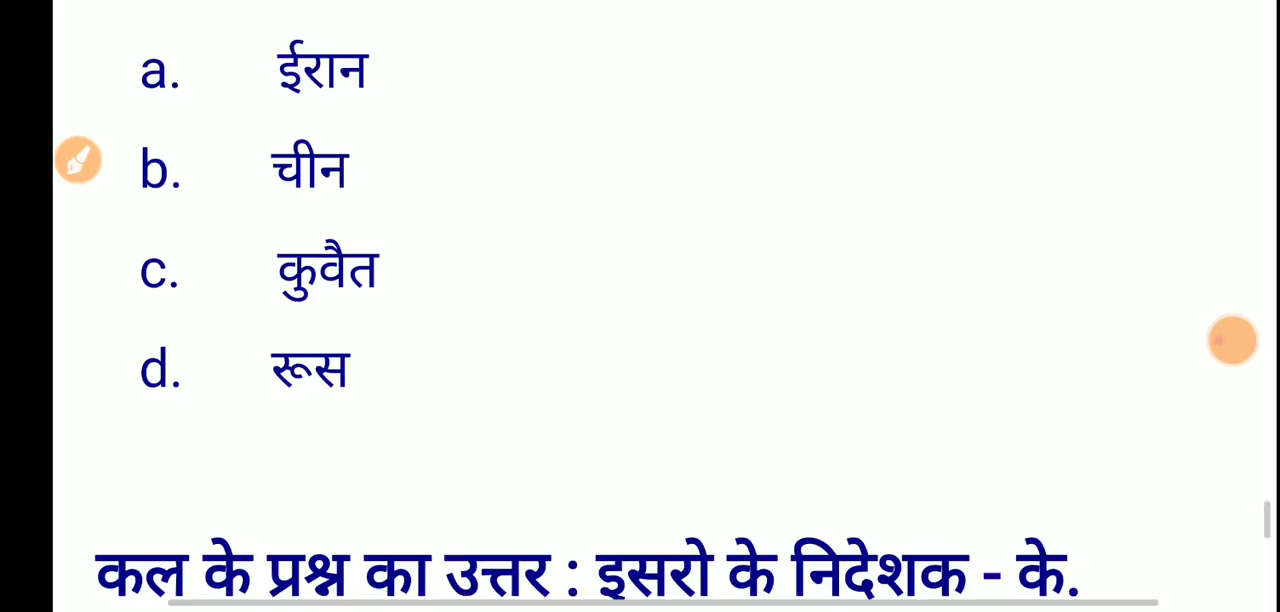 a. ईरान
b. चीन
c. कुवैत
d. रूस
कल के प्रश्न का उत्तर : इसरो के निदेशक - के.